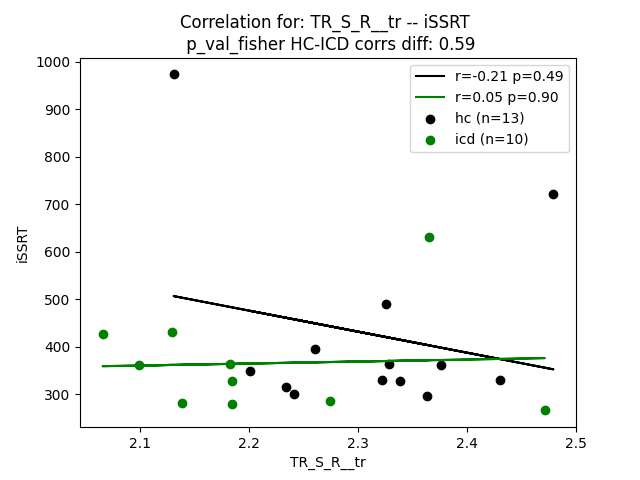 Correlation for: TR_S_R__tr -- iSSRT
p_val_fisher HC-ICD corrs diff: 0.59
r=-0.21 p=0.49
r=0.05 p=0.90
hc (n=13)
icd (n=10)
iSSRT
1000
900
800
700
600
500
400
300
2.1 2.2 2.3 2.4 2.5
TR_S_R__tr